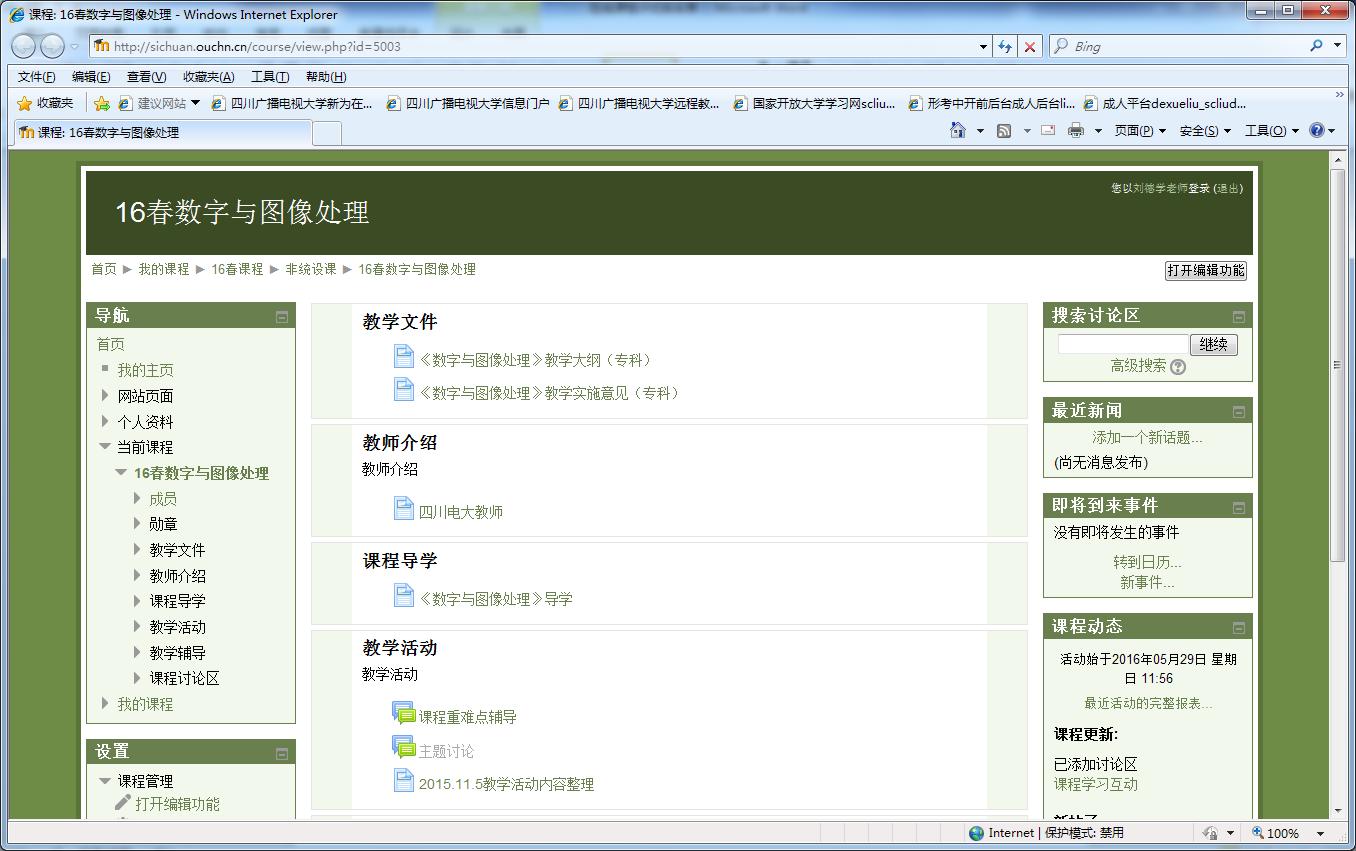 课程: 16春数字与图像处理 - Windows Internet Explorer
http://sichuan.ouchn.cn/course/view.php?id=5003
Bing
文件(F) 编辑(E) 查看(V) 收藏夹(A) 工具(T) 帮助(H)
收藏夹 建议网站 四川广播电视大学新为在... 四川广播电视大学信息门户 四川广播电视大学远程教... 国家开放大学学习网scliu... 形考中开前后台成人后台li... 成人平台dexueliu_scliud...
课程: 16春数字与图像处理
页面(P) 安全(S) 工具(O)
您以刘德学老师登录 (退出)
16春数字与图像处理
首页 ► 我的课程 ► 16春课程 ► 非统设课 ► 16春数字与图像处理
打开编辑功能
导航
首页
我的主页
网站页面
个人资料
当前课程
16春数字与图像处理
成员
勋章
教学文件
教师介绍
课程导学
教学活动
教学辅导
课程讨论区
我的课程
设置
课程管理
打开编辑功能
教学文件
《数字与图像处理》教学大纲（专科）
《数字与图像处理》教学实施意见（专科）
教师介绍
教师介绍
四川电大教师
课程导学
《数字与图像处理》导学
教学活动
教学活动
课程重难点辅导
主题讨论
2015.11.5教学活动内容整理
搜索讨论区
继续
高级搜索
最近新闻
添加一个新话题...
(尚无消息发布)
即将到来事件
没有即将发生的事件
转到日历...
新事件...
课程动态
活动始于2016年05月29日 星期
日 11:56
最近活动的完整报表...
课程更新:
已添加讨论区
课程学习互动
Internet | 保护模式: 禁用
100%